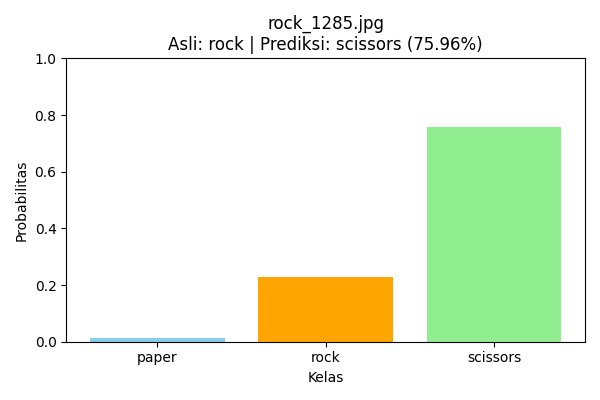 rock_1285.jpg
Asli: rock | Prediksi: scissors (75.96%)
1.0
0.8
0.6
0.4
0.2
0.0
Probabilitas
paper
rock
scissors
Kelas